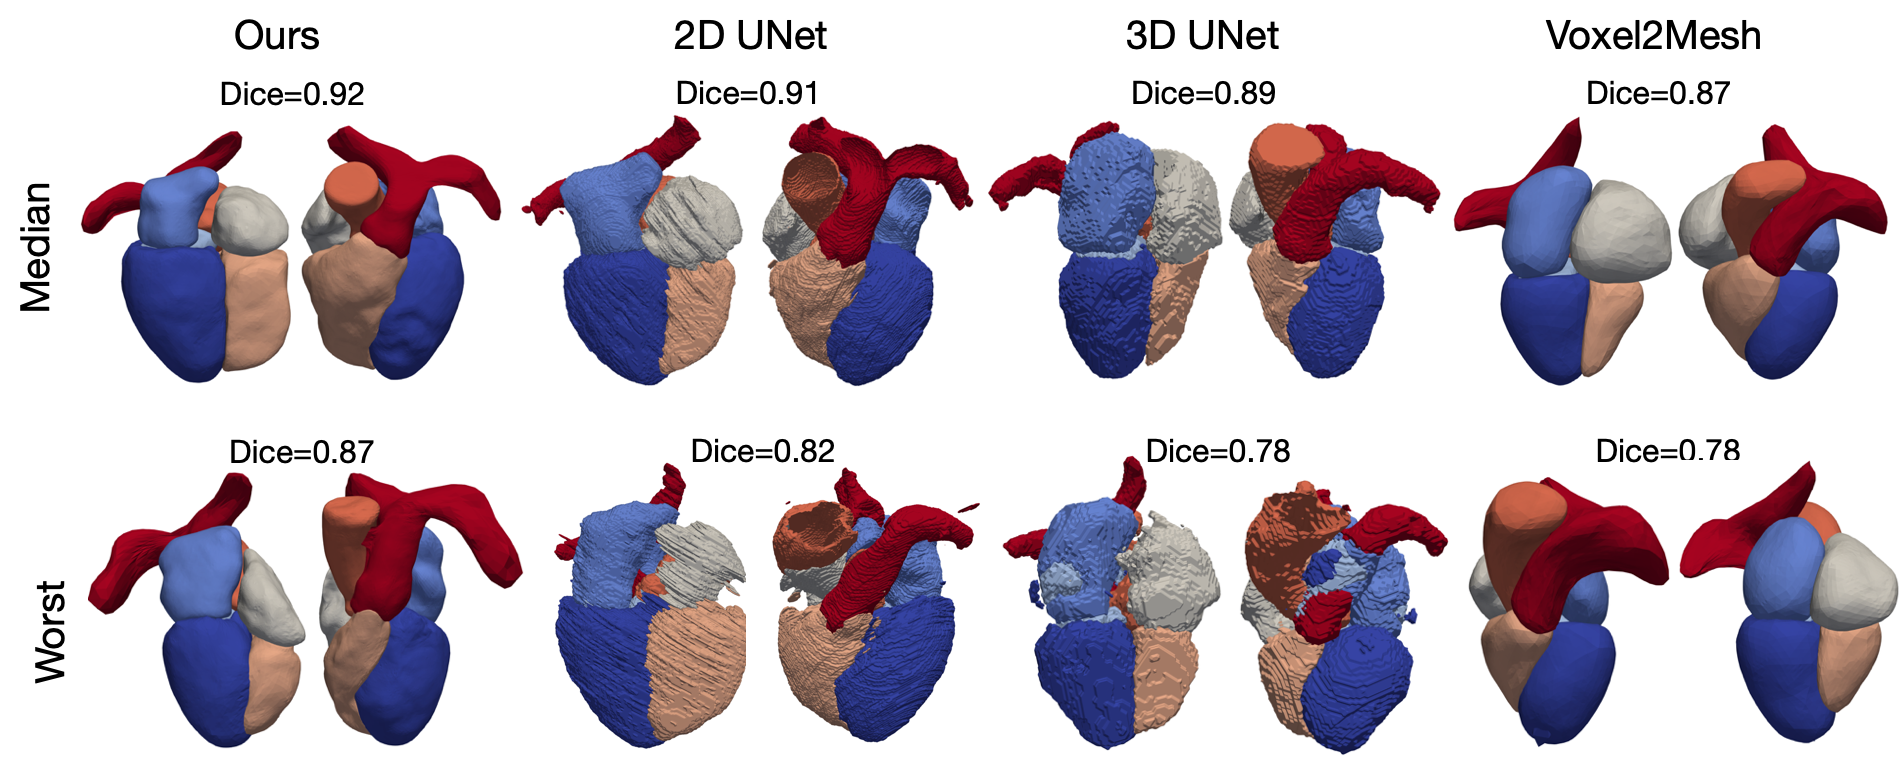 Ours 2D UNet 3D UNet Voxel2Mesh
Dice=0.92 Dice=0.91 Dice=0.89 Dice=0.87
Median
Dice=0.87 Dice=0.82 Dice=0.78 Dice=0.78
Worst